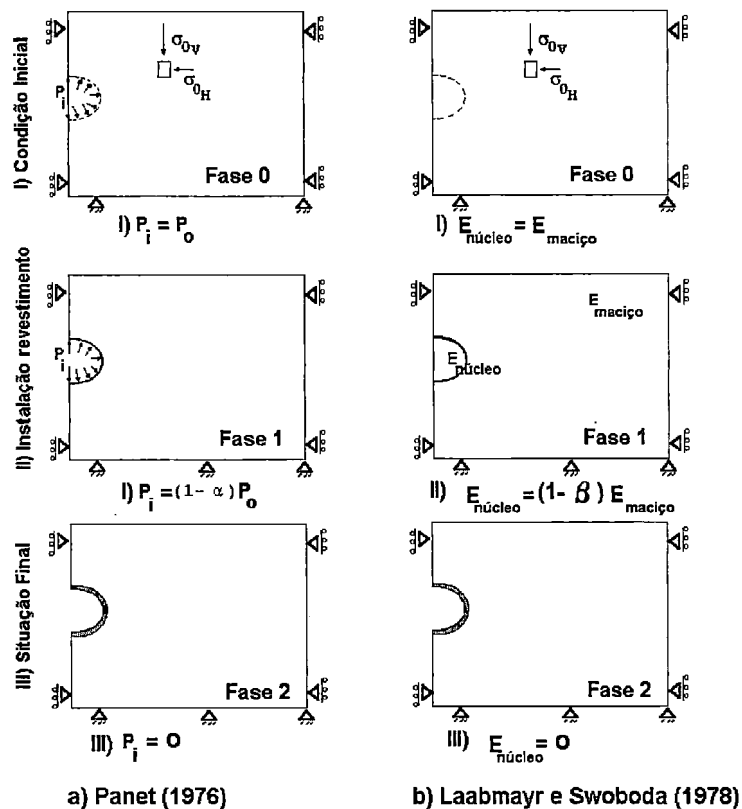 I) Condição Inicial
σ0V
σ0H
Pi
Fase 0
I) Pi = Po
σ0V
σ0H
Fase 0
I) Enúcleo = Emaciço
II) Instalação revestimento
Pi
Fase 1
I) Pi = (1- α) Po
Emaciço
Enúcleo
Fase 1
II) Enúcleo = (1- β) Emaciço
III) Situação Final
Fase 2
III) Pi = 0
Fase 2
III) Enúcleo = 0
a) Panet (1976)
b) Laabmayr e Swoboda (1978)